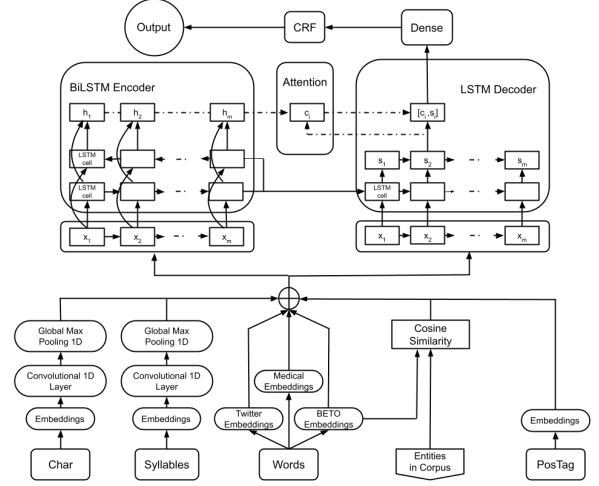 Output
CRF
Dense
BiLSTM Encoder
Attention
LSTM Decoder
h1
h2
hm
ci
[ci,si]
LSTM
cell
s1
s2
sm
LSTM
cell
LSTM
cell
x1
x2
xm
x1
x2
xm
Global Max
Pooling 1D
Global Max
Pooling 1D
Cosine
Similarity
Convolutional 1D
Layer
Convolutional 1D
Layer
Medical
Embeddings
Embeddings
Embeddings
Twitter
Embeddings
BETO
Embeddings
Embeddings
Char
Syllables
Words
Entities
in Corpus
PosTag